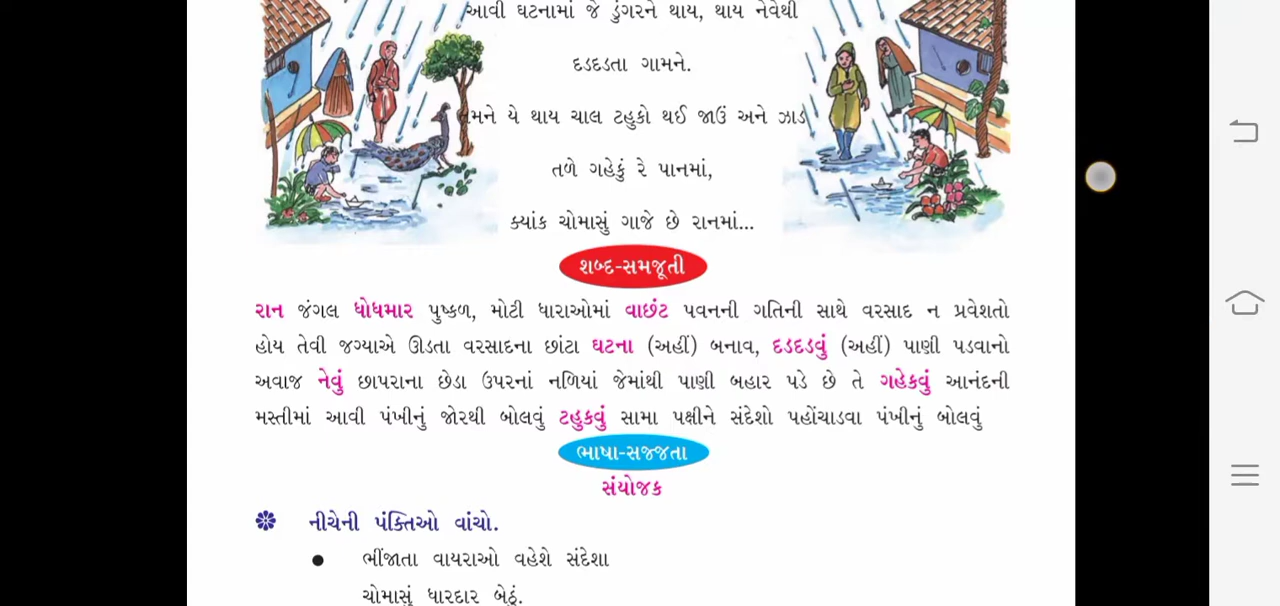 આવી ઘટનામાં જે ડુંગરને થાય, થાય નેવેથી
દડદડતા ગામને.
તમને યે થાય ચાલ ટહુકો થઈ જાઉં અને ઝાડ
તળે ગહેકું રે પાનમાં,
ક્યાંક ચોમાસું ગાજે છે રાનમાં...
શબ્દ-સમજૂતી
રાન જંગલ ધોધમાર પુષ્કળ, મોટી ધારાઓમાં વાછંટ પવનની ગતિની સાથે વરસાદ ન પ્રવેશતો
હોય તેવી જગ્યાએ ઊડતા વરસાદના છાંટા ઘટના (અહીં) બનાવ, દડદડવું (અહીં) પાણી પડવાનો
અવાજ નેવું છાપરાના છેડા ઉપરનાં નળિયાં જેમાંથી પાણી બહાર પડે છે તે ગહેકવું આનંદની
મસ્તીમાં આવી પંખીનું જોરથી બોલવું ટહુકવું સામા પક્ષીને સંદેશો પહોંચાડવા પંખીનું બોલવું
ભાષા-સજ્જતા
સંયોજક
નીચેની પંક્તિઓ વાંચો.
● ભીંજાતા વાયરાઓ વહેશે સંદેશા
ચોમાસું ધારદાર બેઠું.